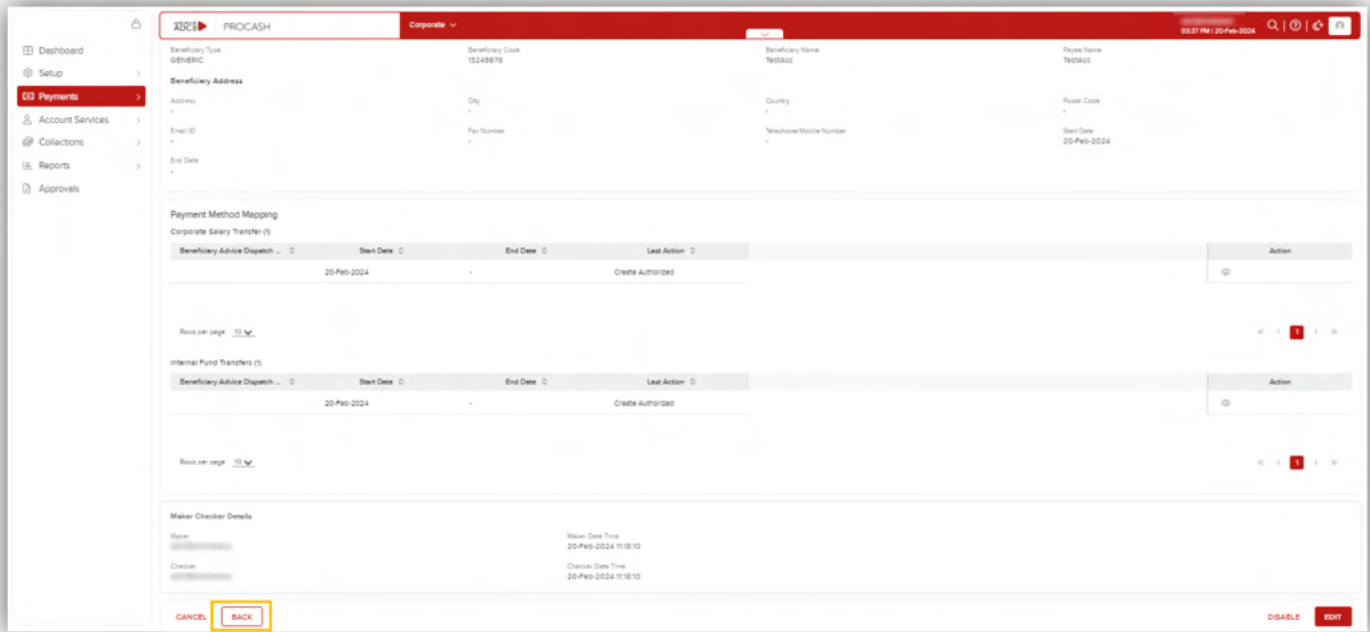 ADCB PROCASH Corporate
03:37 PM | 20-Feb-2024
Dashboard
Setup
Payments
Account Services
Collections
Reports
Approvals
Beneficiary Type Beneficiary Code Beneficiary Name Payee Name
GENERIC 13245678 TestAcc TestAcc
Beneficiary Address
Address City Country Postal Code
- - - -
Email ID Fax Number Telephone/Mobile Number Start Date
- - - 20-Feb-2024
End Date
-
Payment Method Mapping
Corporate Salary Transfer (1)
Beneficiary Advice Dispatch ... Start Date End Date Last Action Action
20-Feb-2024 - Create Authorized
Rows per page 10 1
Internal Fund Transfers (1)
Beneficiary Advice Dispatch ... Start Date End Date Last Action Action
20-Feb-2024 - Create Authorized
Rows per page 10 1
Maker Checker Details
Maker Maker Date Time
20-Feb-2024 11:18:10
Checker Checker Date Time
20-Feb-2024 11:18:10
CANCEL BACK DISABLE EDIT